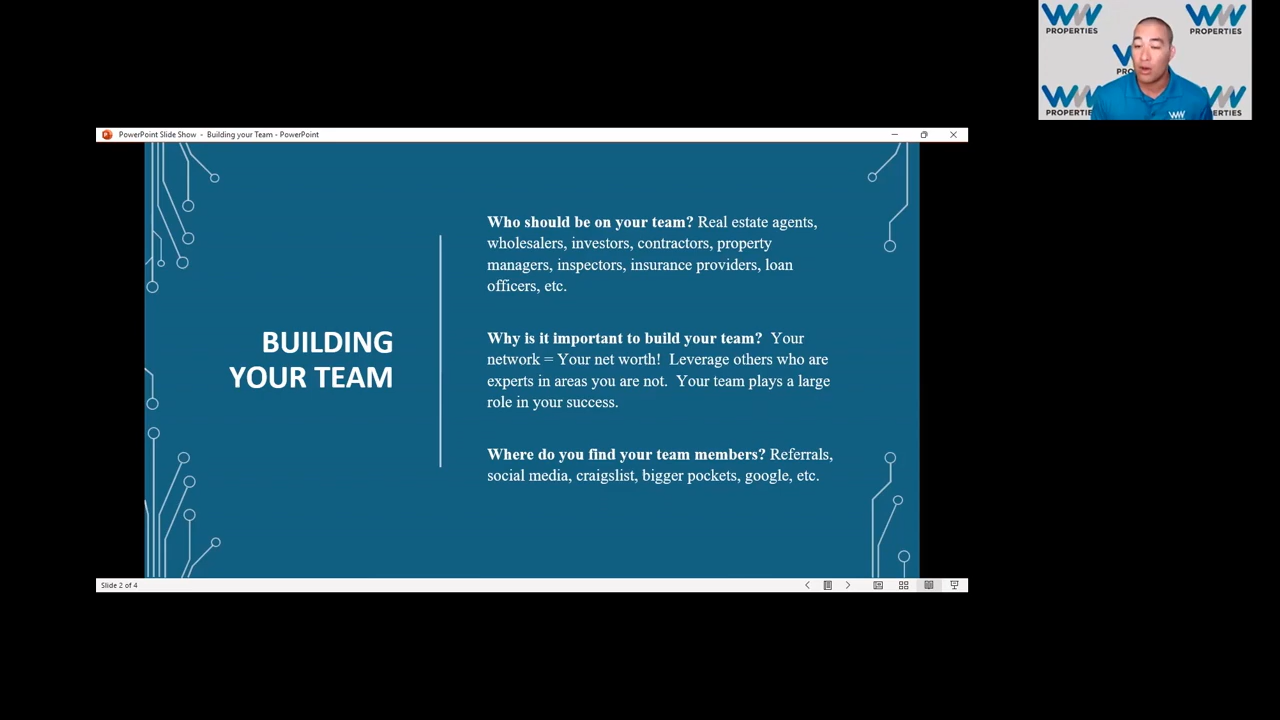 WW
PROPERTIES
WW
PROPERTIES
PowerPoint Slide Show - Building your Team - PowerPoint
BUILDING
YOUR TEAM
Who should be on your team? Real estate agents,
wholesalers, investors, contractors, property
managers, inspectors, insurance providers, loan
officers, etc.
Why is it important to build your team?  Your
network = Your net worth!  Leverage others who are
experts in areas you are not.  Your team plays a large
role in your success.
Where do you find your team members? Referrals,
social media, craigslist, bigger pockets, google, etc.
Slide 2 of 4